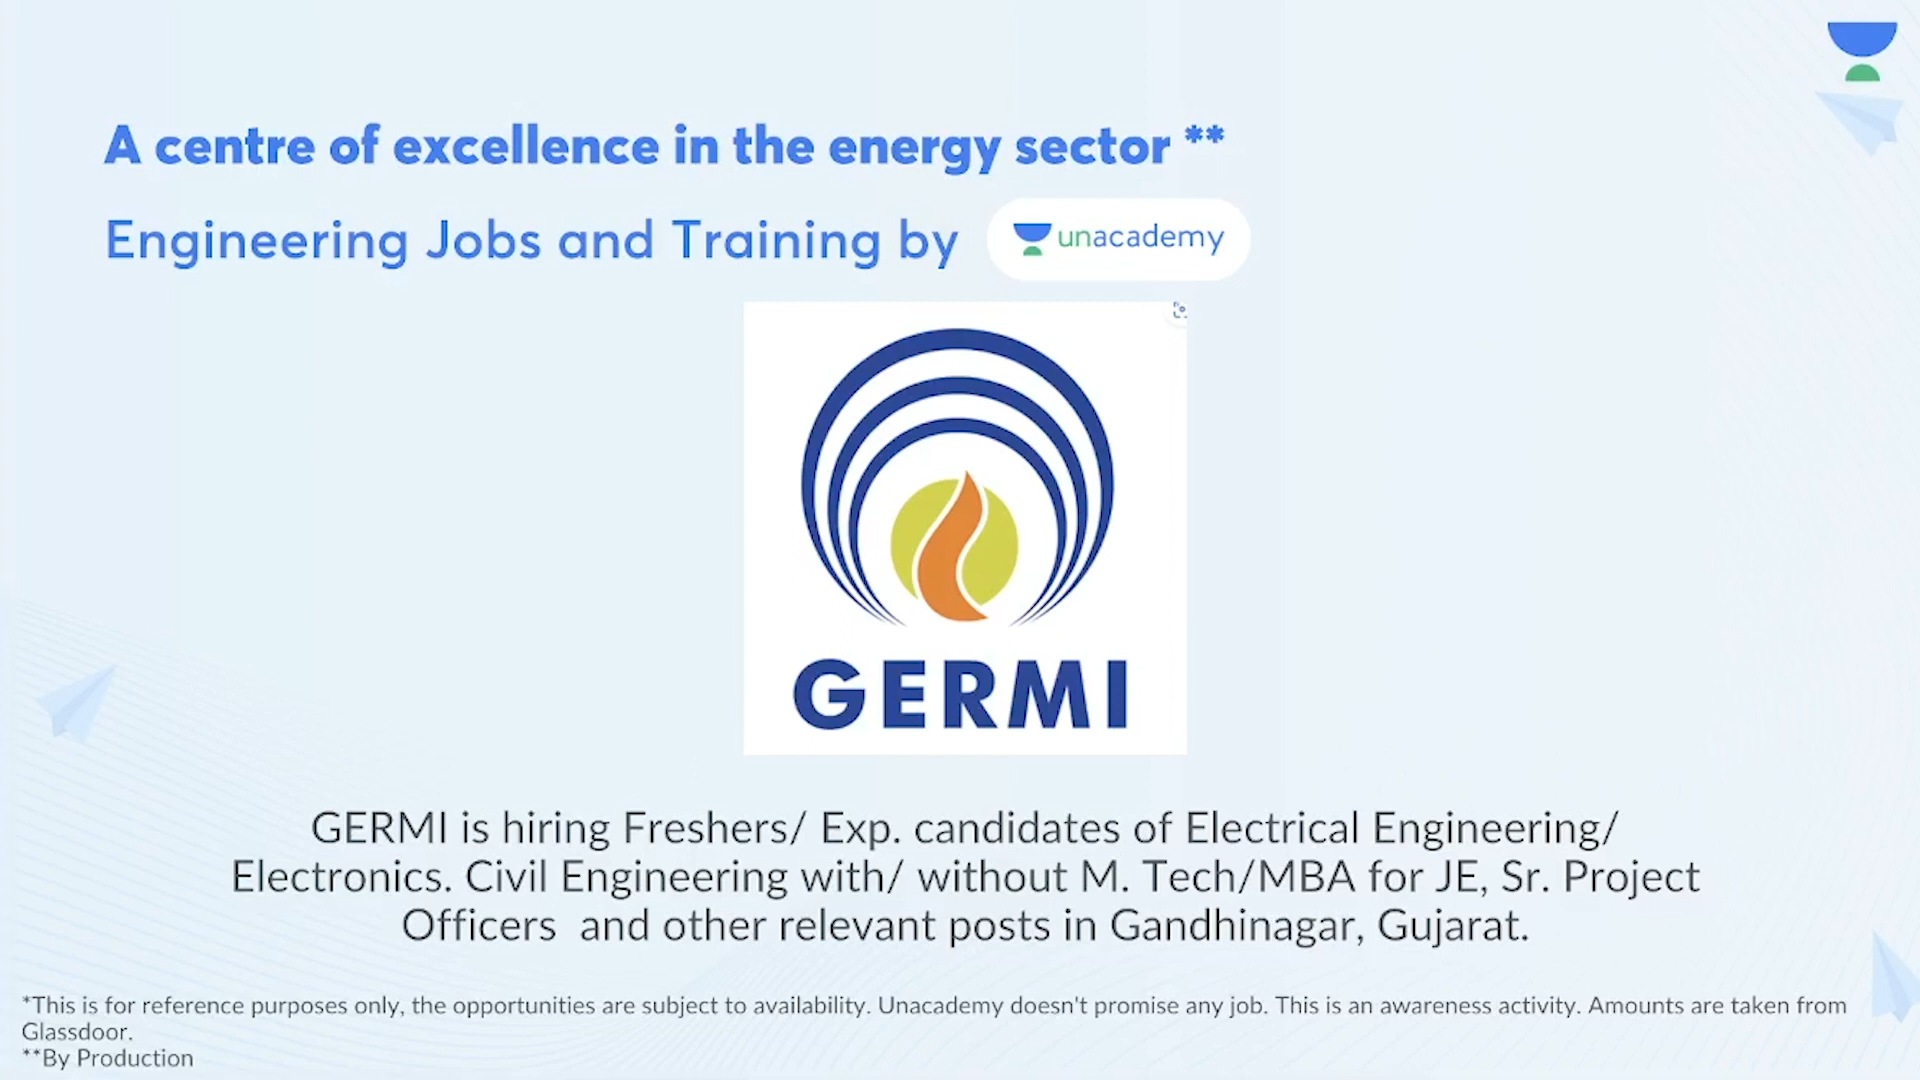 A centre of excellence in the energy sector **
Engineering Jobs and Training by unacademy
GERMI
GERMI is hiring Freshers/ Exp. candidates of Electrical Engineering/
Electronics. Civil Engineering with/ without M. Tech/MBA for JE, Sr. Project
Officers and other relevant posts in Gandhinagar, Gujarat.
*This is for reference purposes only, the opportunities are subject to availability. Unacademy doesn't promise any job. This is an awareness activity. Amounts are taken from
Glassdoor.
**By Production